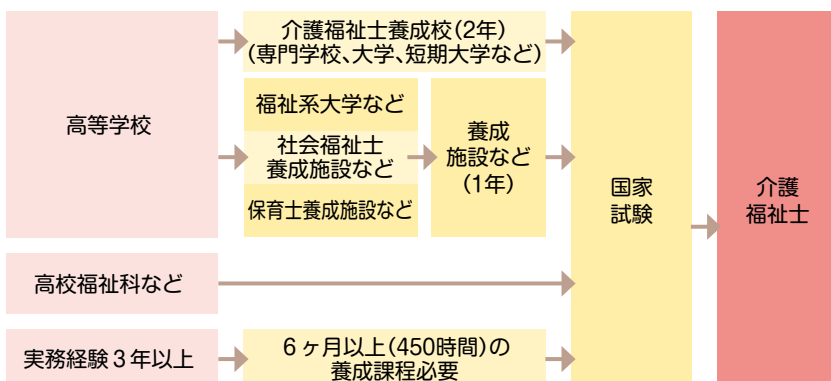 高等学校
介護福祉士養成校(2年)
(専門学校、大学、短期大学など)
福祉系大学など
社会福祉士
養成施設など
保育士養成施設など
養成
施設など
(1年)
高校福祉科など
実務経験3年以上
6ヶ月以上(450時間)の
養成課程必要
国家
試験
介護
福祉士